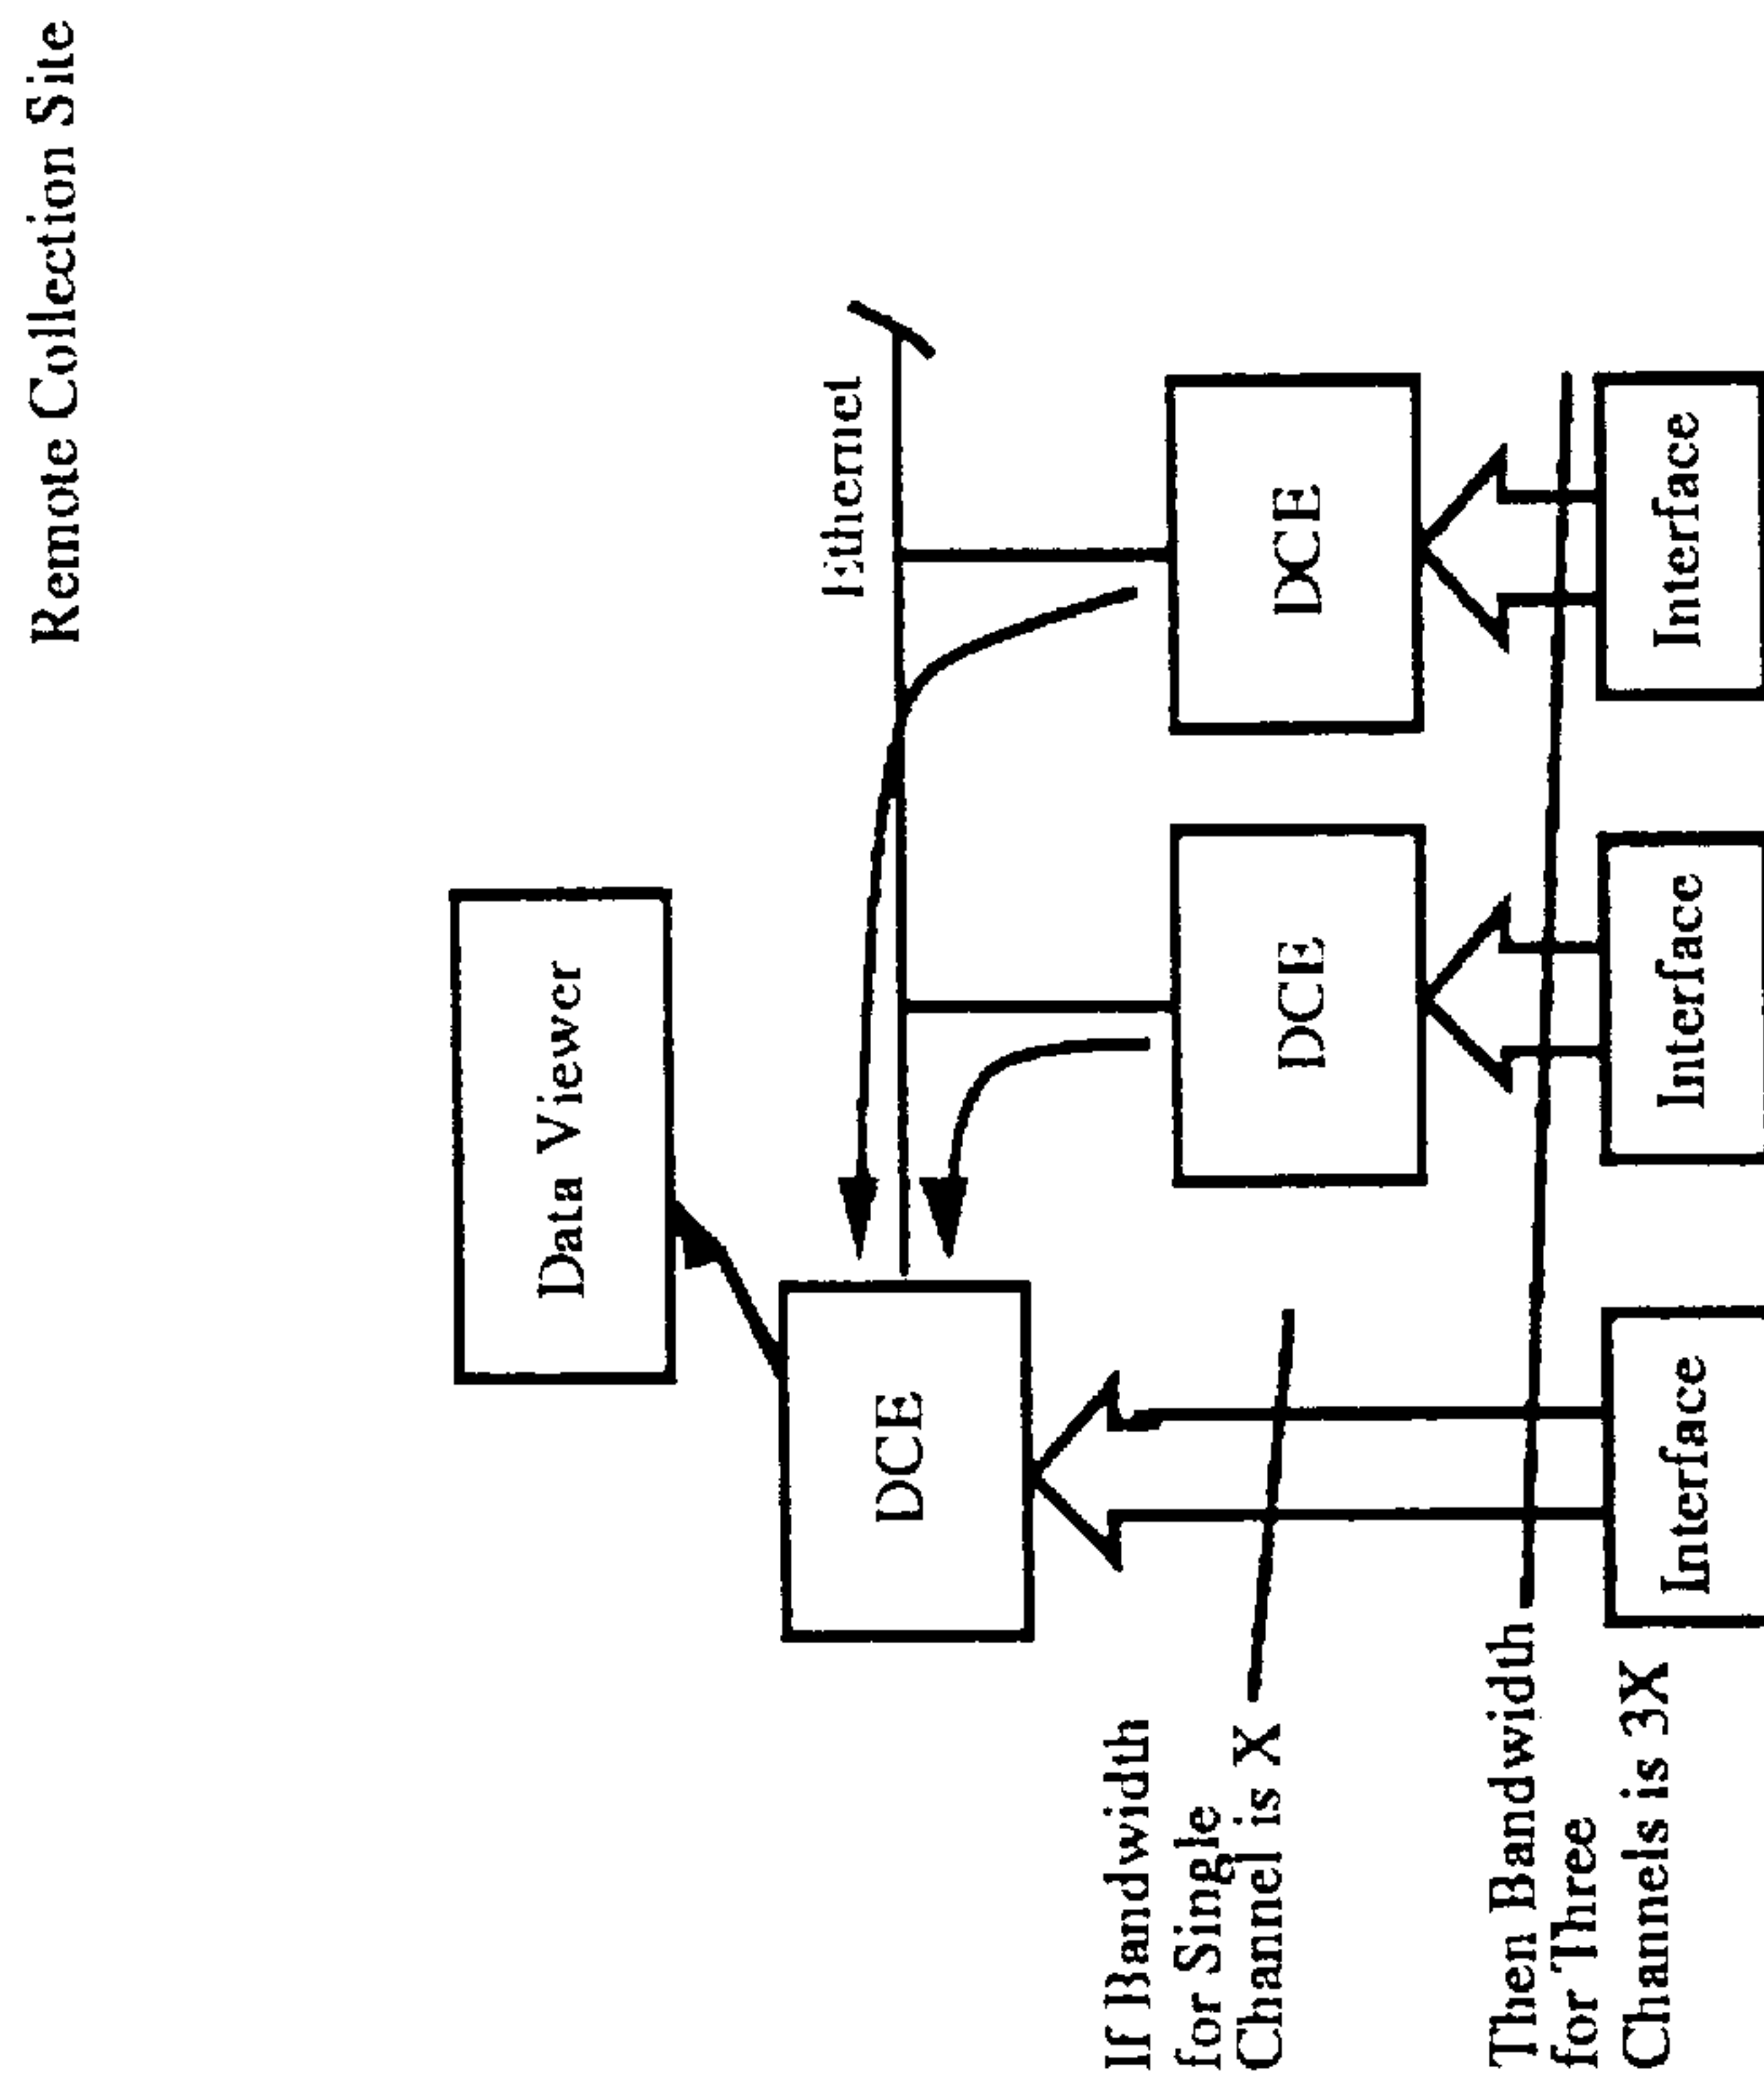 Remote Collection Site
Data Viewer
Ethernet
DCE
DCE
DCE
If Bandwidth
for Single
Channel is X
Then Bandwidth
for Three
Channels is 3X
Interface
Interface
Interface